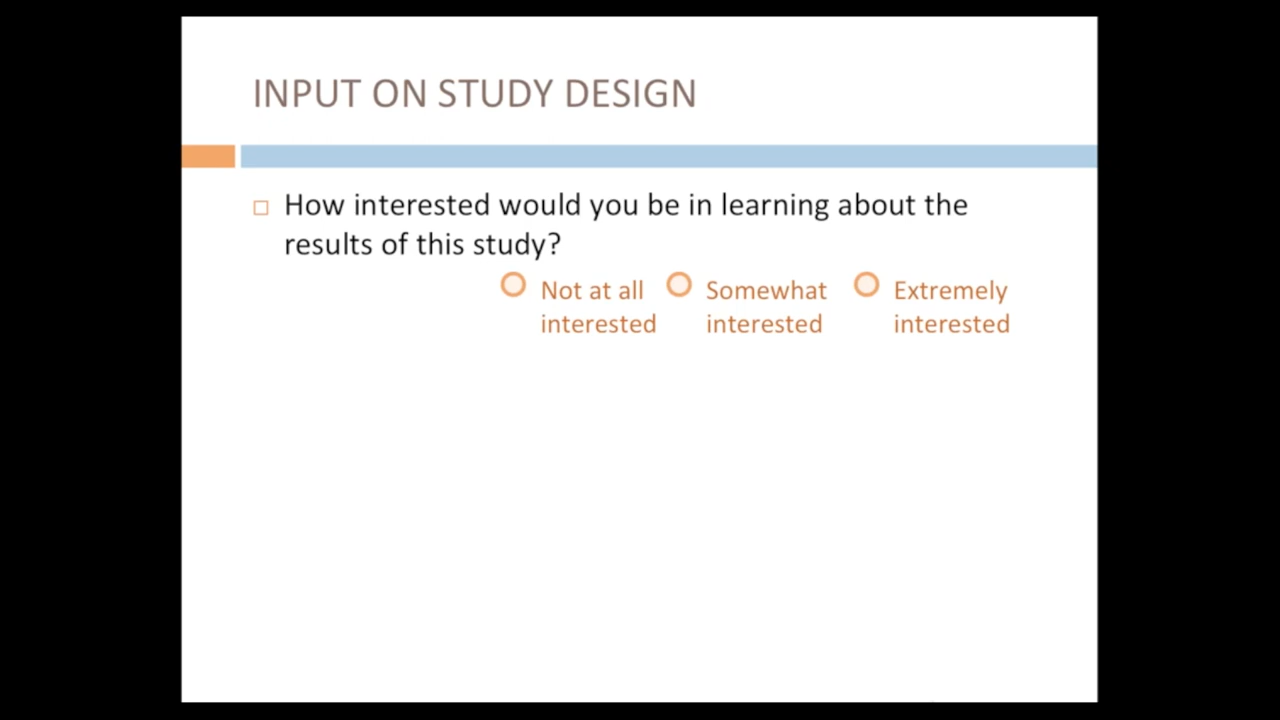 INPUT ON STUDY DESIGN
How interested would you be in learning about the
results of this study?
Not at all interested
Somewhat interested
Extremely interested